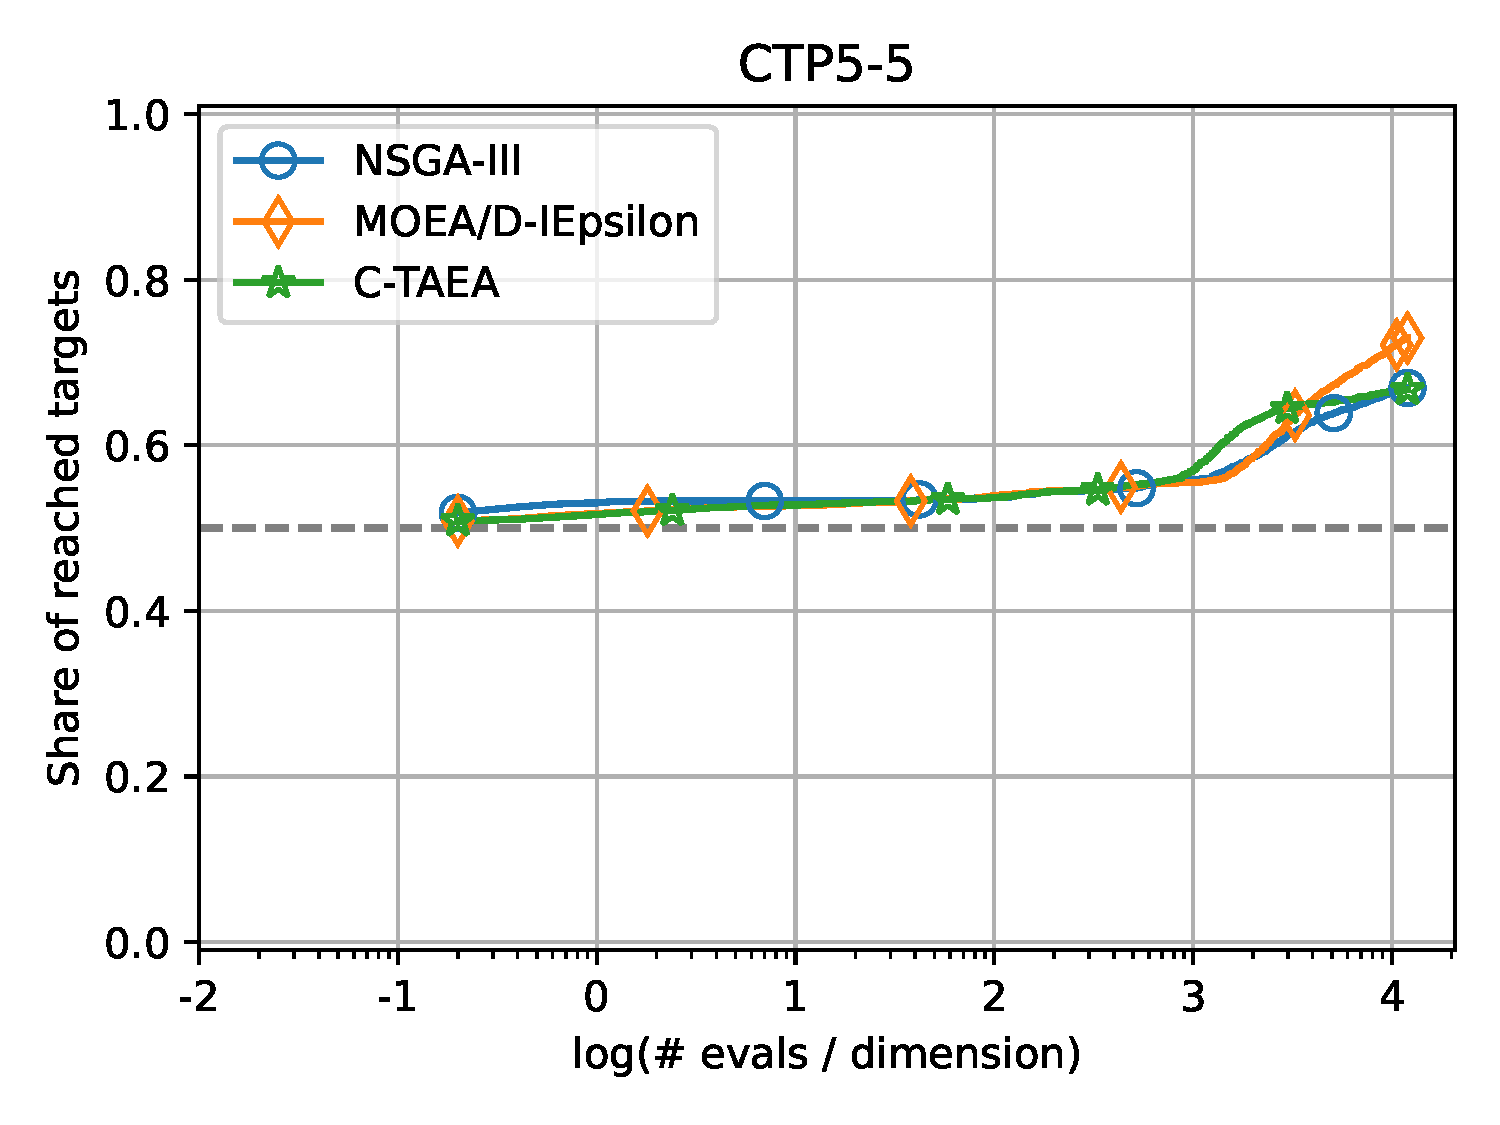 CTP5-5
NSGA-III
MOEA/D-IEpsilon
C-TAEA
Share of reached targets
1.0
0.8
0.6
0.4
0.2
0.0
-2 -1 0 1 2 3 4
log(# evals / dimension)